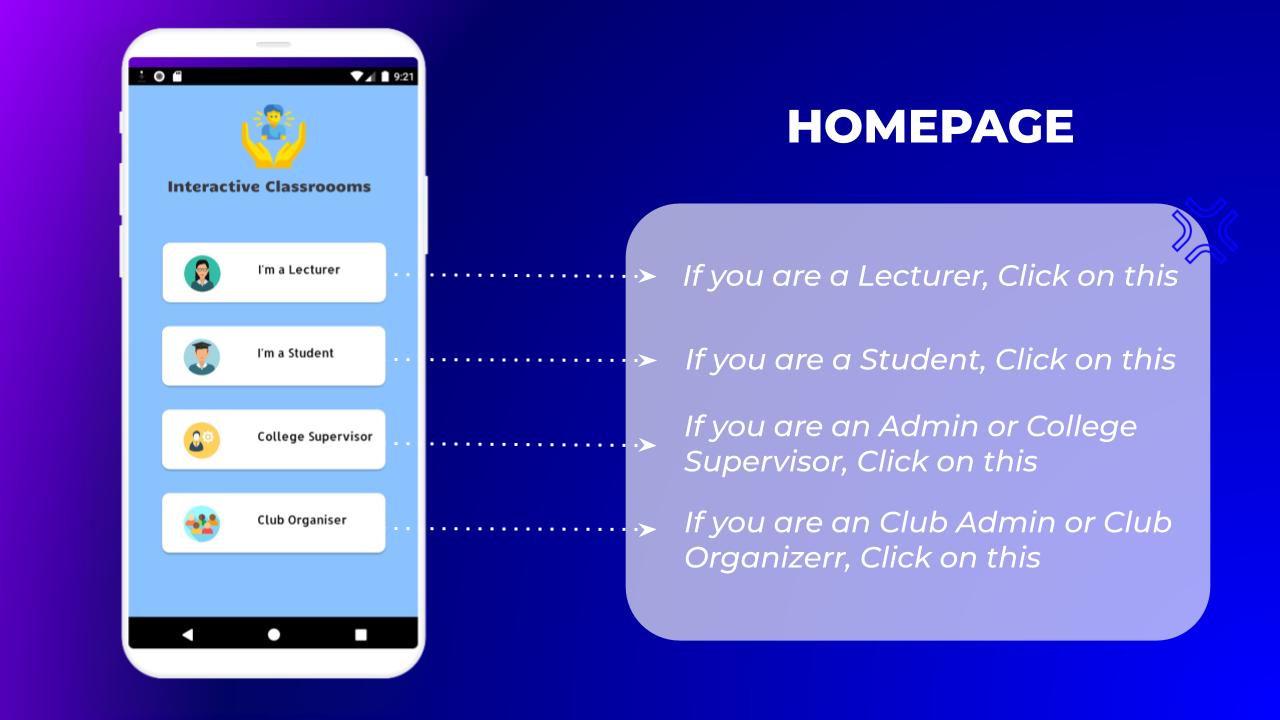 9:21
Interactive Classroooms
I'm a Lecturer
I'm a Student
College Supervisor
Club Organiser
HOMEPAGE
If you are a Lecturer, Click on this
If you are a Student, Click on this
If you are an Admin or College
Supervisor, Click on this
If you are an Club Admin or Club
Organizerr, Click on this